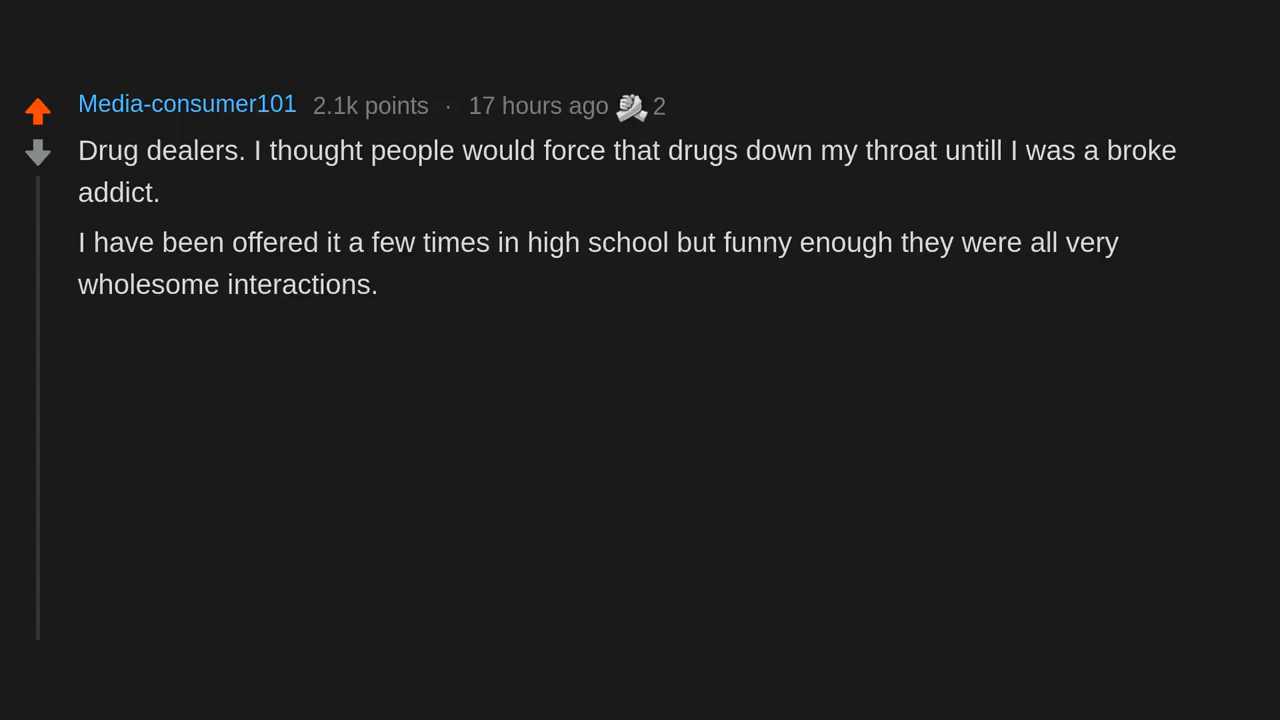 Media-consumer101 2.1k points · 17 hours ago 2
Drug dealers. I thought people would force that drugs down my throat untill I was a broke
addict.
I have been offered it a few times in high school but funny enough they were all very
wholesome interactions.